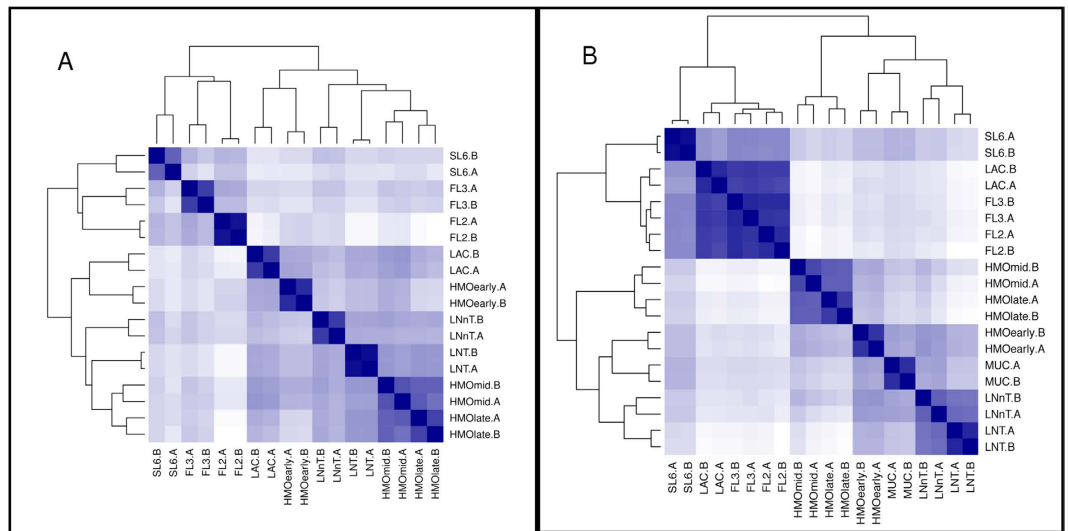 A
SL6.B
SL6.A
FL3.A
FL3.B
FL2.A
FL2.B
LAC.B
LAC.A
HMOearly.A
HMOearly.B
LNnT.B
LNnT.A
LNT.B
LNT.A
HMOmid.B
HMOmid.A
HMOlate.A
HMOlate.B
SL6.B
SL6.A
FL3.A
FL3.B
FL2.A
FL2.B
LAC.B
LAC.A
HMOearly.A
HMOearly.B
LNnT.B
LNnT.A
LNT.B
LNT.A
HMOmid.B
HMOmid.A
HMOlate.A
HMOlate.B
B
SL6.A
SL6.B
LAC.B
LAC.A
FL3.B
FL3.A
FL2.A
FL2.B
HMOmid.B
HMOmid.A
HMOlate.A
HMOlate.B
HMOearly.B
HMOearly.A
MUC.A
MUC.B
LNnT.B
LNnT.A
LNT.A
LNT.B
SL6.A
SL6.B
LAC.B
LAC.A
FL3.B
FL3.A
FL2.A
FL2.B
HMOmid.B
HMOmid.A
HMOlate.A
HMOlate.B
HMOearly.B
HMOearly.A
MUC.A
MUC.B
LNnT.B
LNnT.A
LNT.A
LNT.B